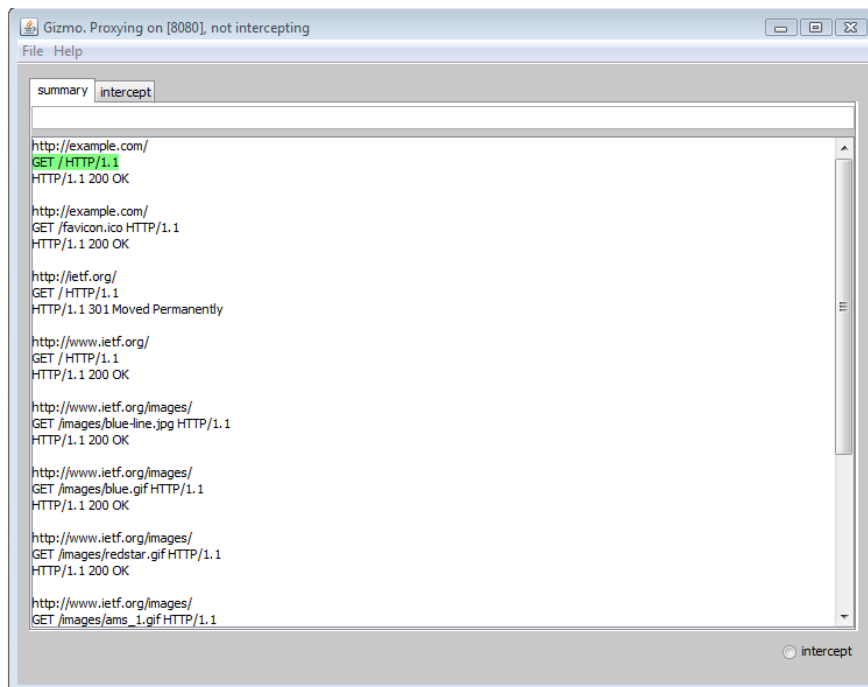 Gizmo. Proxying on [8080], not intercepting
File Help
summary intercept
http://example.com/
GET / HTTP/1.1
HTTP/1.1 200 OK
http://example.com/
GET /favicon.ico HTTP/1.1
HTTP/1.1 200 OK
http://ietf.org/
GET / HTTP/1.1
HTTP/1.1 301 Moved Permanently
http://www.ietf.org/
GET / HTTP/1.1
HTTP/1.1 200 OK
http://www.ietf.org/images/
GET /images/blue-line.jpg HTTP/1.1
HTTP/1.1 200 OK
http://www.ietf.org/images/
GET /images/blue.gif HTTP/1.1
HTTP/1.1 200 OK
http://www.ietf.org/images/
GET /images/redstar.gif HTTP/1.1
HTTP/1.1 200 OK
http://www.ietf.org/images/
GET /images/ams_1.gif HTTP/1.1
intercept